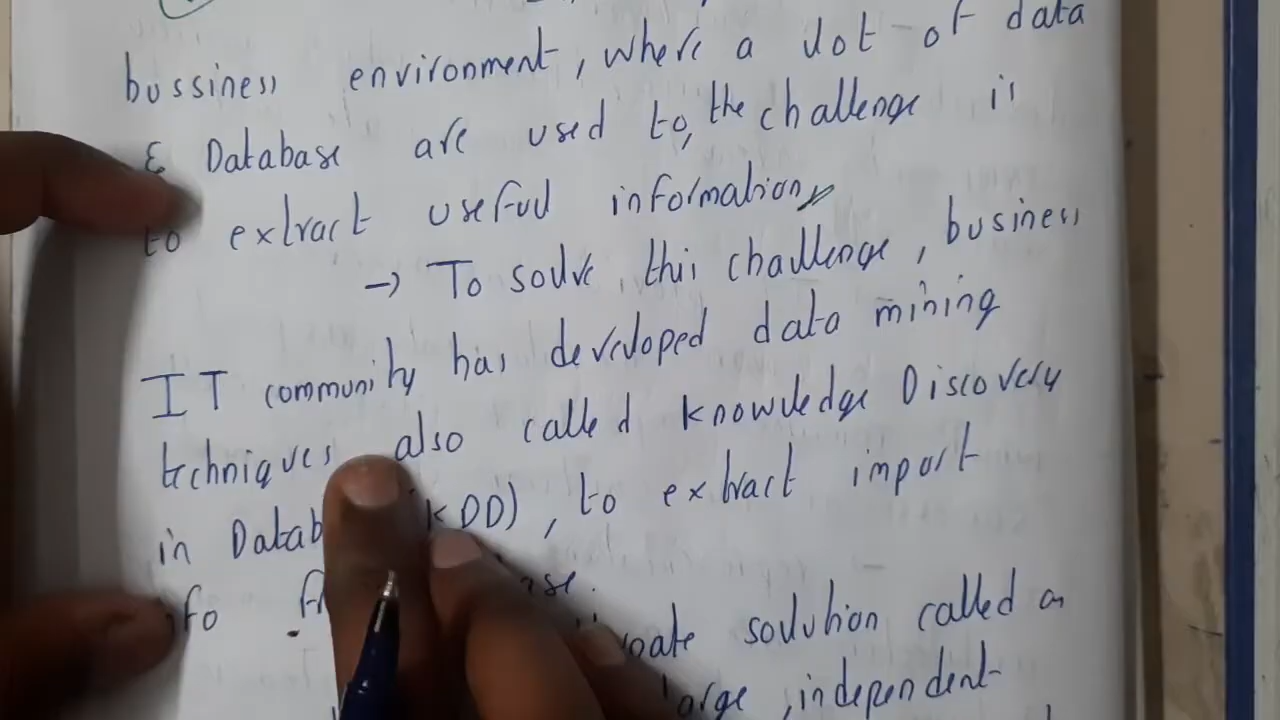 bussiness environment, where a lot of data
& Database are used to, the challenge is
to extract useful information
→ To solve this challenge, business
IT community has developed data mining
techniques also called knowledge Discovery
in Datab (KDD), to extract import
solution called a
large, independent